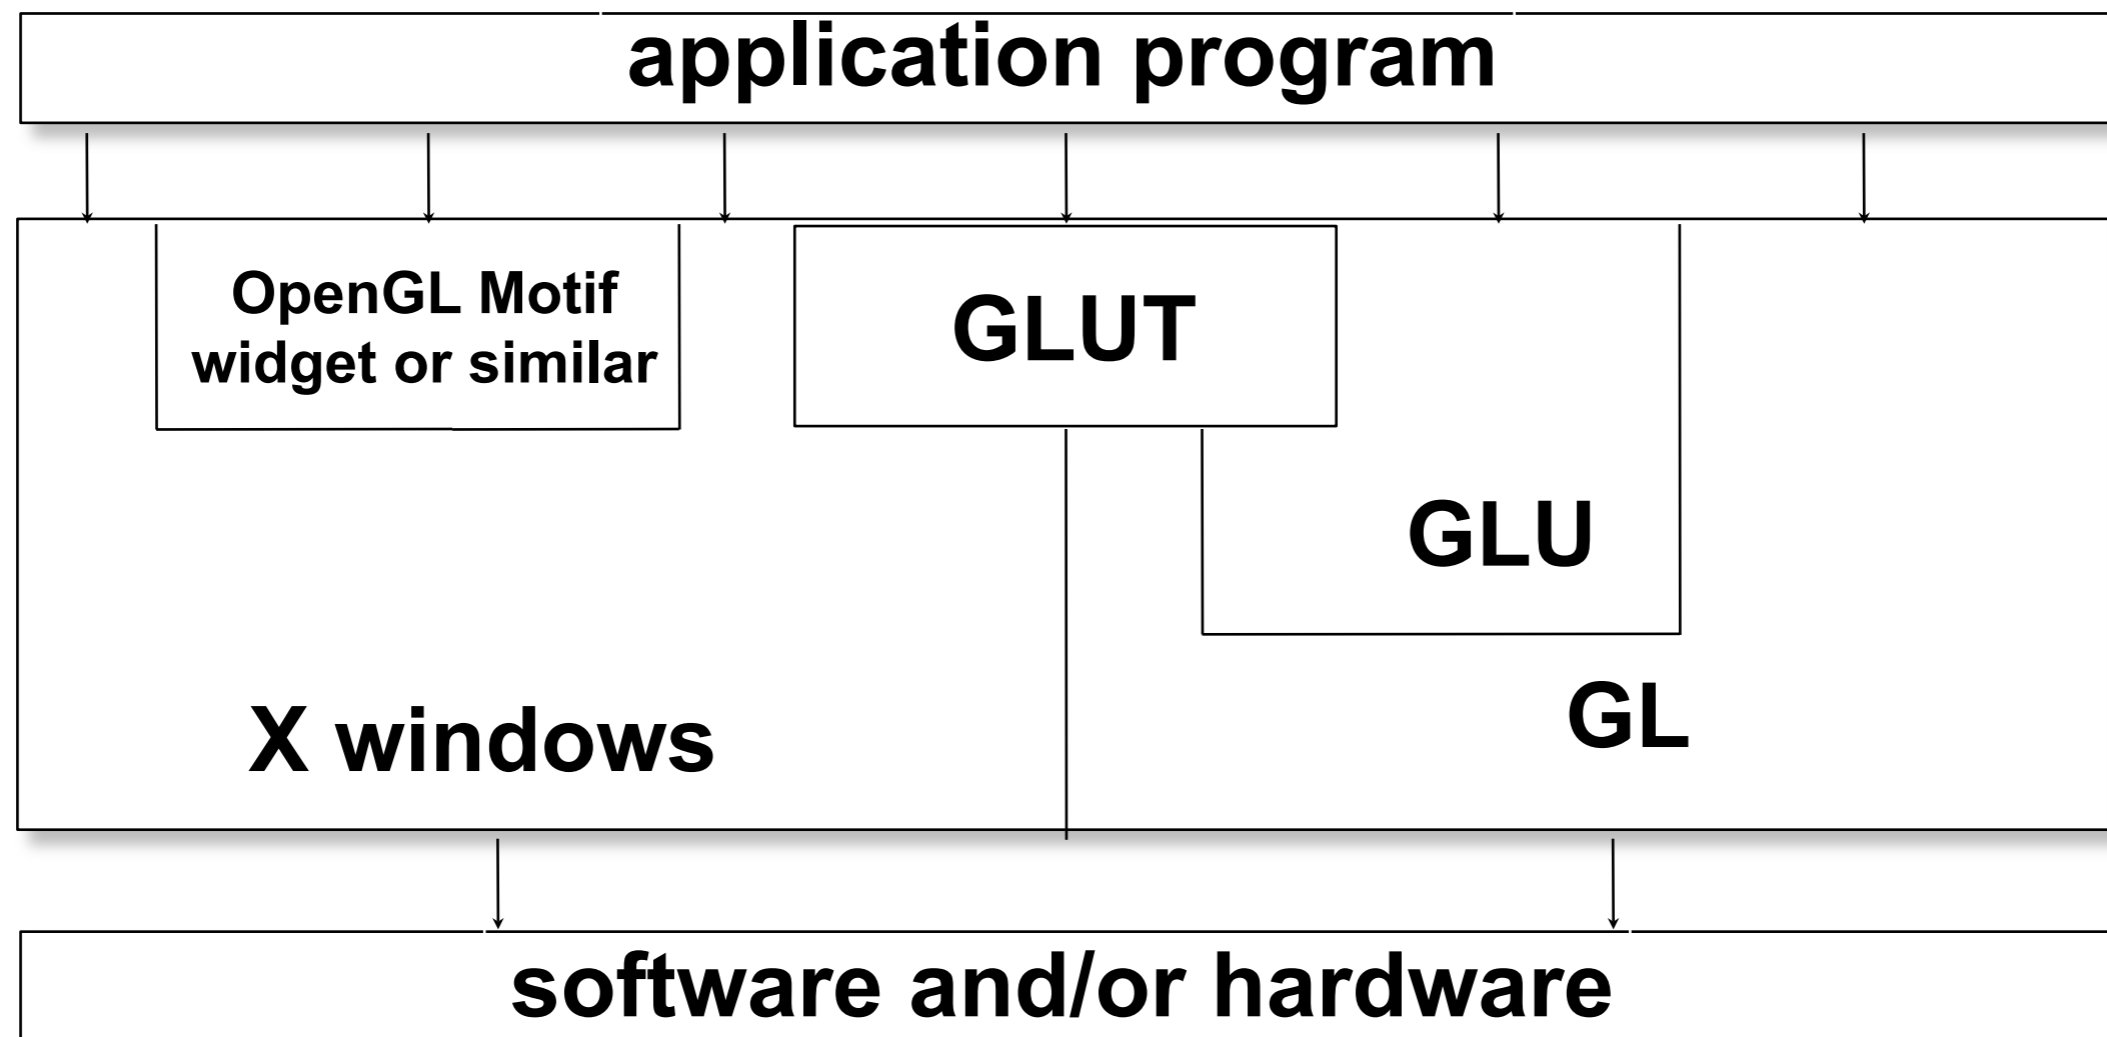 application program
OpenGL Motif
widget or similar
GLUT
GLU
GL
X windows
software and/or hardware